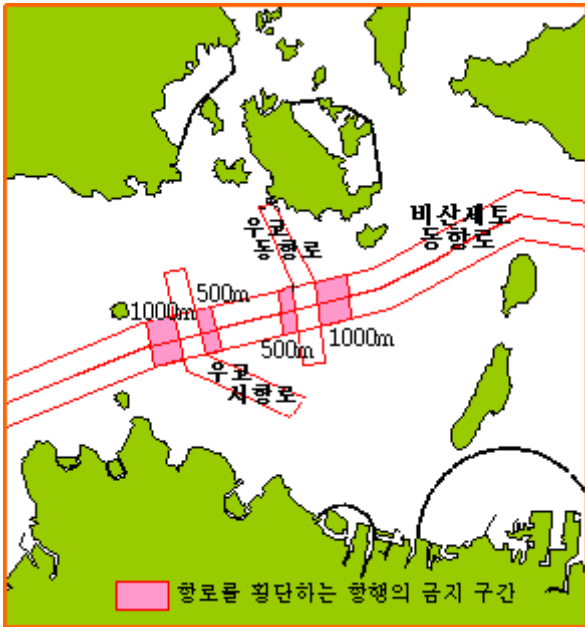 비산세토
동항로
우고
동항로
500m
1000m
500m
1000m
우고
서항로
항로를 횡단하는 항행의 금지 구간